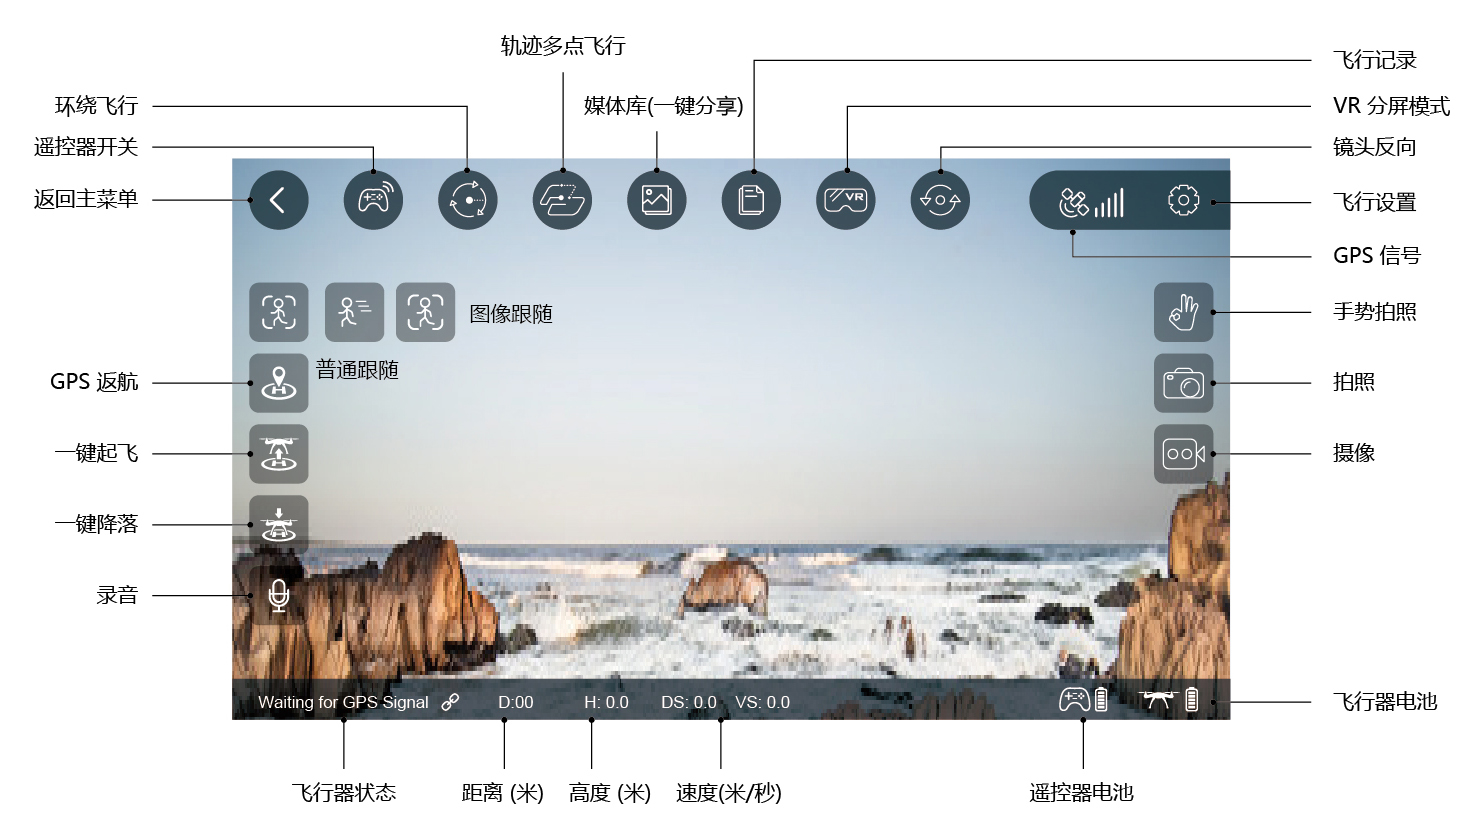 轨迹多点飞行
飞行记录
环绕飞行
媒体库(一键分享)
VR 分屏模式
遥控器开关
镜头反向
返回主菜单
VR
飞行设置
GPS 信号
图像跟随
手势拍照
普通跟随
GPS 返航
拍照
一键起飞
摄像
一键降落
录音
Waiting for GPS Signal D:00 H: 0.0 DS: 0.0 VS: 0.0
飞行器电池
飞行器状态
距离 (米)
高度 (米)
速度(米/秒)
遥控器电池